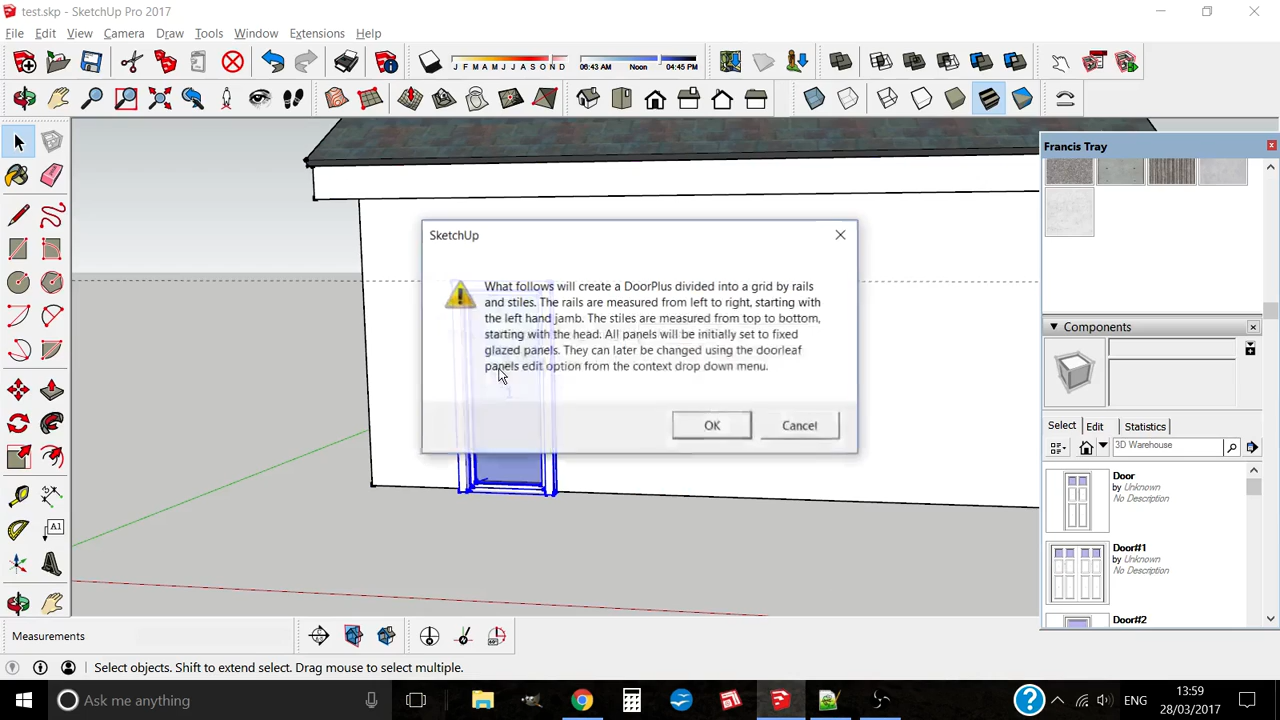 test.skp - SketchUp Pro 2017
File Edit View Camera Draw Tools Window Extensions Help
J F M A M J J A S O N D
06:43 AM Noon 04:45 PM
Francis Tray
SketchUp
What follows will create a DoorPlus divided into a grid by rails
and stiles. The rails are measured from left to right, starting with
the left hand jamb. The stiles are measured from top to bottom,
starting with the head. All panels will be initially set to fixed
glazed panels. They can later be changed using the doorleaf
panels edit option from the context drop down menu.
OK Cancel
Components
Select Edit Statistics
3D Warehouse
Door
by Unknown
No Description
Door#1
by Unknown
No Description
Door#2
by Unknown
A1
Measurements
Select objects. Shift to extend select. Drag mouse to select multiple.
Ask me anything
ENG
13:59
28/03/2017